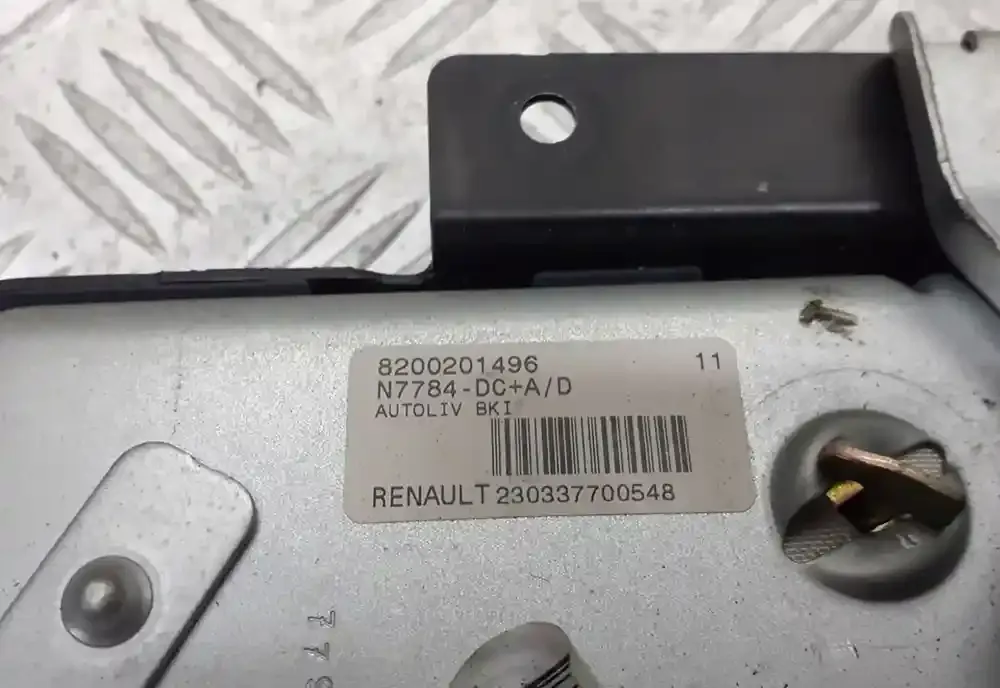 8200201496 11
N7784-DC+A/D
AUTOLIV BKI
RENAULT 230337700548